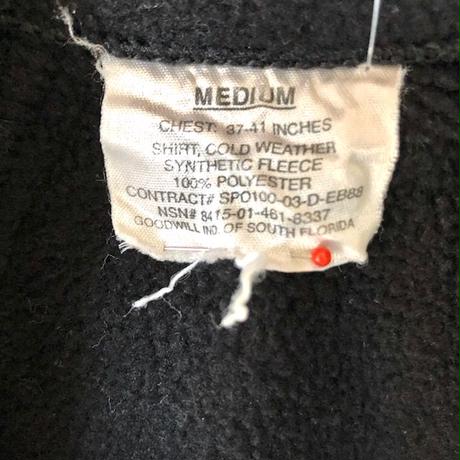 MEDIUM
CHEST: 37-41 INCHES
SHIRT, COLD WEATHER
SYNTHETIC FLEECE
100% POLYESTER
CONTRACT# SPO100-03-D-EB88
NSN# 8415-01-461-8337
GOODWILL IND. OF SOUTH FLORIDA